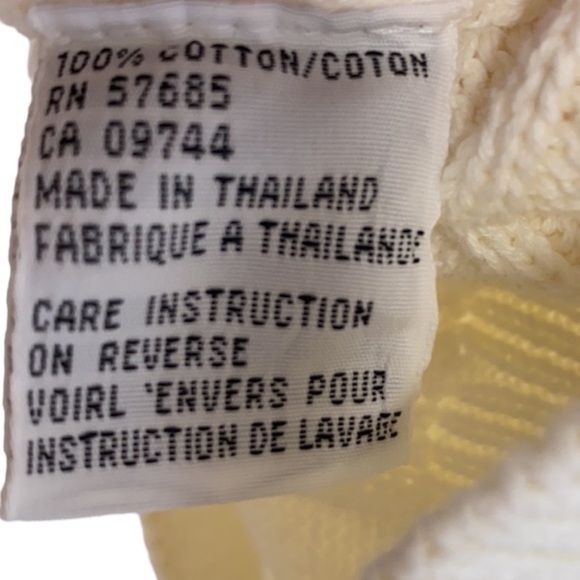 100% COTTON/COTON
RN 57685
CA 09744
MADE IN THAILAND
FABRIQUE A THAILANDE
CARE INSTRUCTION
ON REVERSE
VOIRL 'ENVERS POUR
INSTRUCTION DE LAVAGE